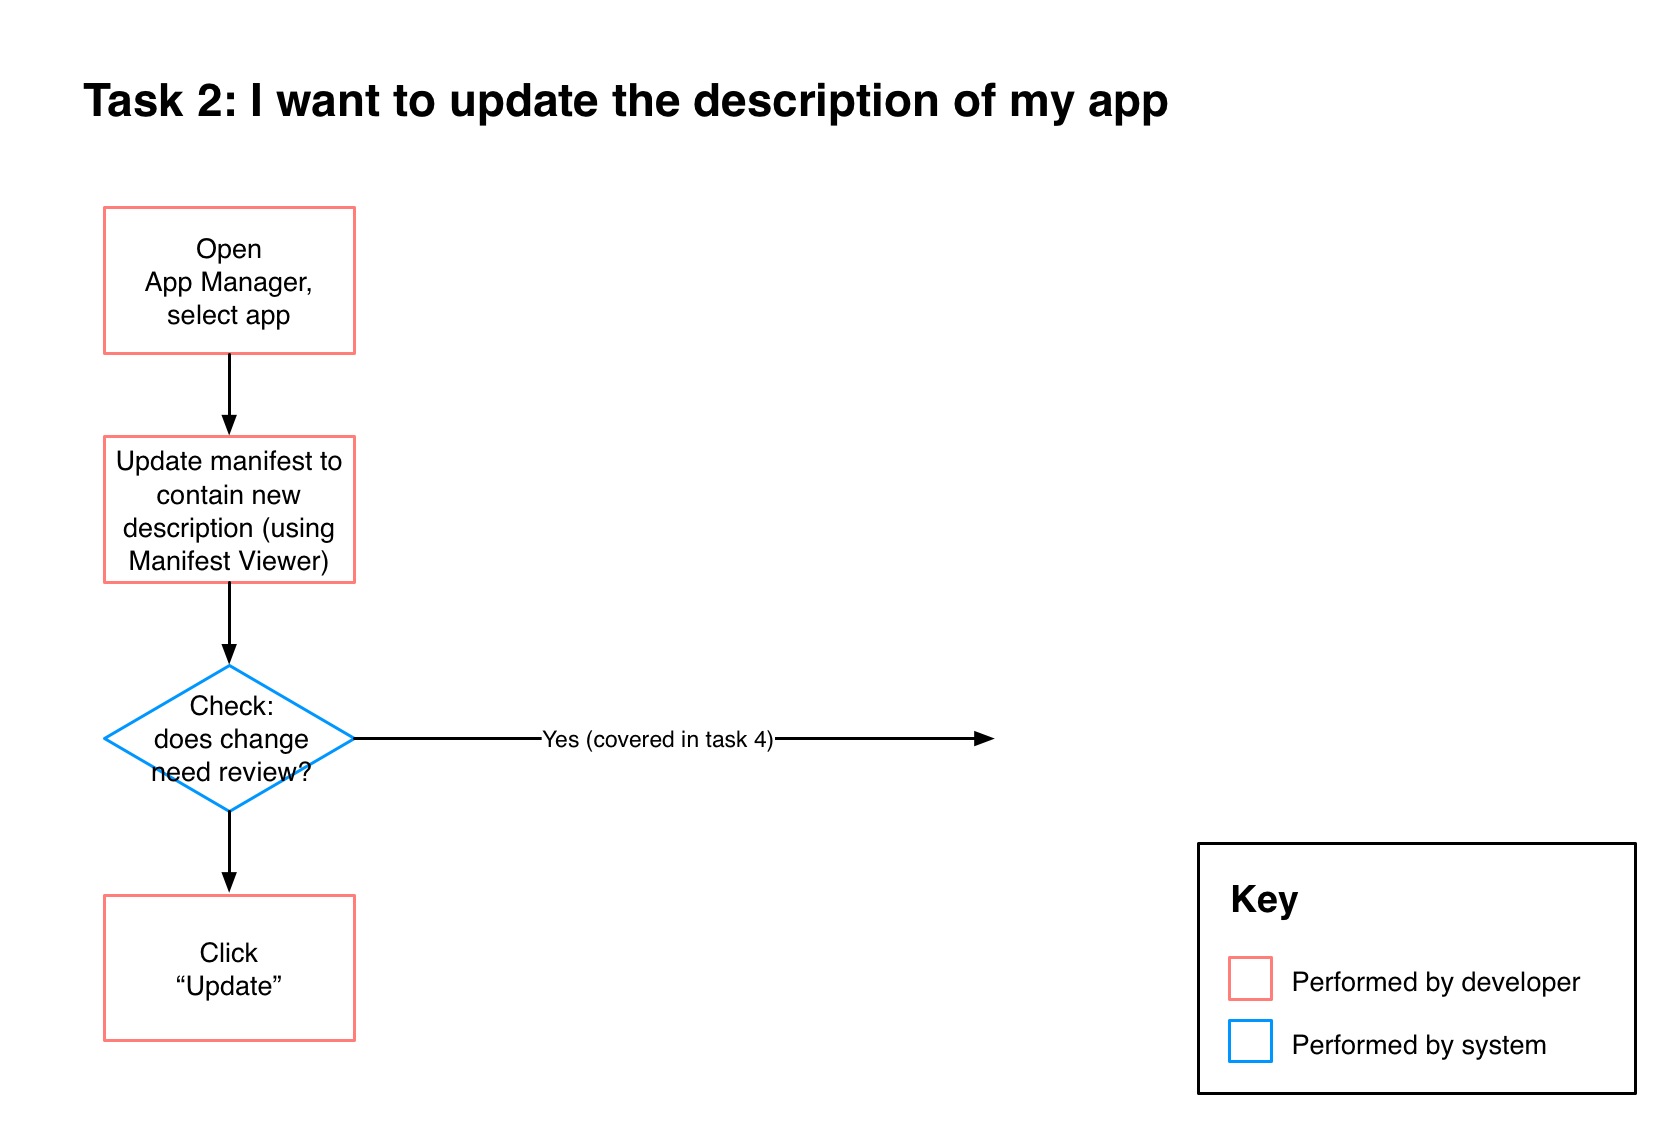 Task 2: I want to update the description of my app
Open
App Manager,
select app
Update manifest to
contain new
description (using
Manifest Viewer)
Check:
does change
need review?
Yes (covered in task 4)
Click
“Update”
Key
Performed by developer
Performed by system